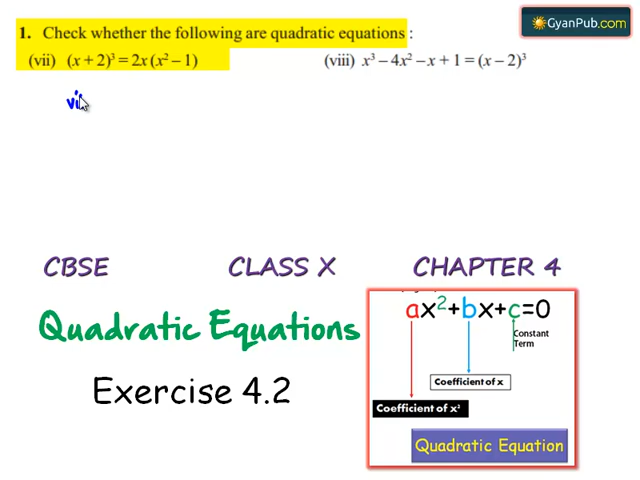 GyanPub.com
1. Check whether the following are quadratic equations :
(vii) (x + 2)³ = 2x (x² – 1) (viii) x³ – 4x² – x + 1 = (x – 2)³
CBSE CLASS X CHAPTER 4
Quadratic Equations
Exercise 4.2
ax²+bx+c=0
Constant
Term
Coefficient of x
Coefficient of x²
Quadratic Equation